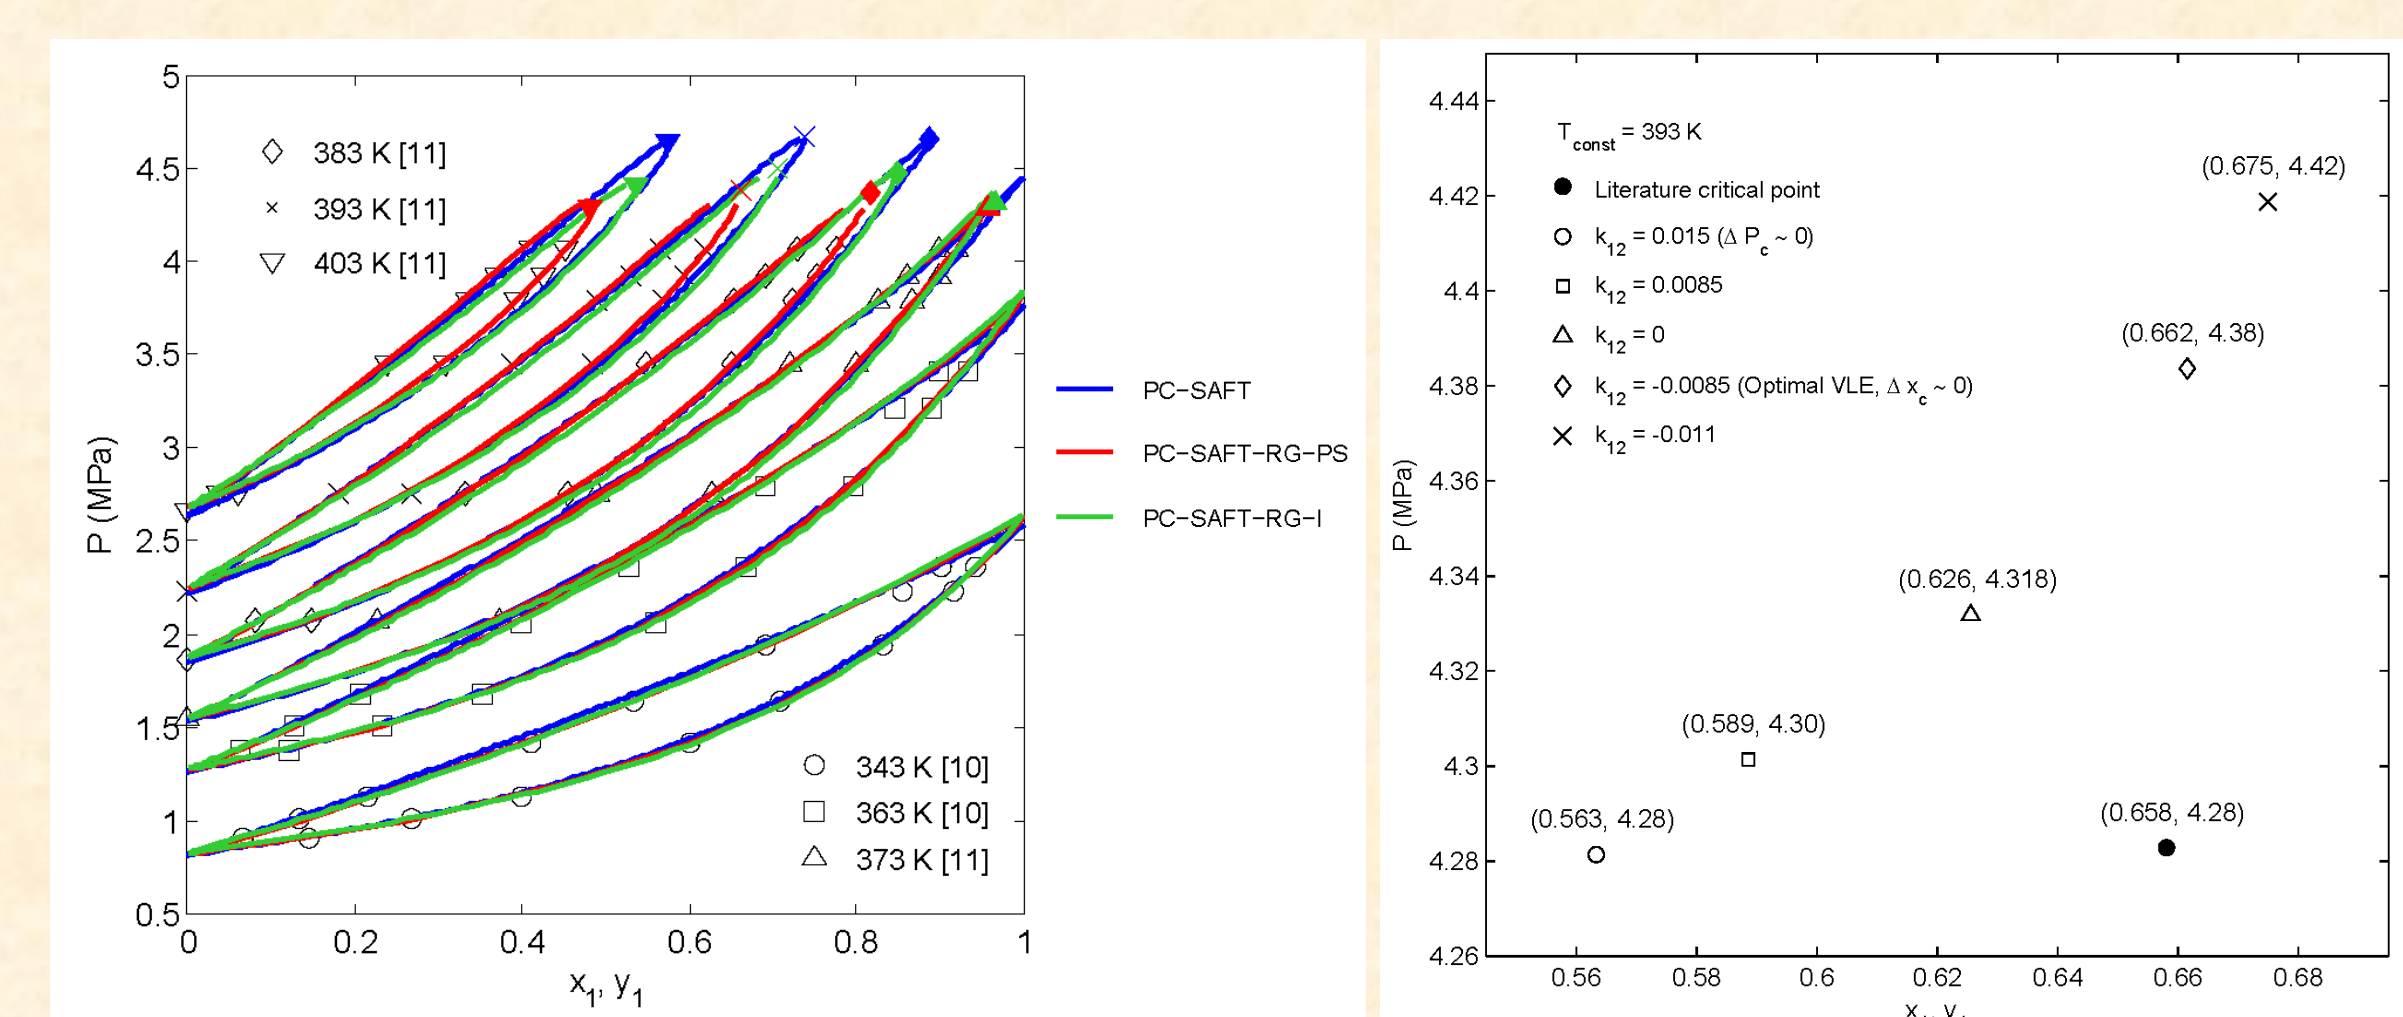 5
4.5
4
3.5
3
2.5
2
1.5
1
0.5
P (MPa)
383 K [11]
393 K [11]
403 K [11]
343 K [10]
363 K [10]
373 K [11]
0 0.2 0.4 0.6 0.8 1
x1, y1
PC-SAFT
PC-SAFT-RG-PS
PC-SAFT-RG-I
4.44
4.42
4.4
4.38
4.36
4.34
4.32
4.3
4.28
4.26
P (MPa)
Tconst = 393 K
Literature critical point
k12 = 0.015 (Δ Pc ~ 0)
k12 = 0.0085
k12 = 0
k12 = -0.0085 (Optimal VLE, Δ xc ~ 0)
k12 = -0.011
(0.675, 4.42)
(0.662, 4.38)
(0.626, 4.318)
(0.589, 4.30)
(0.563, 4.28)
(0.658, 4.28)
0.56 0.58 0.6 0.62 0.64 0.66 0.68